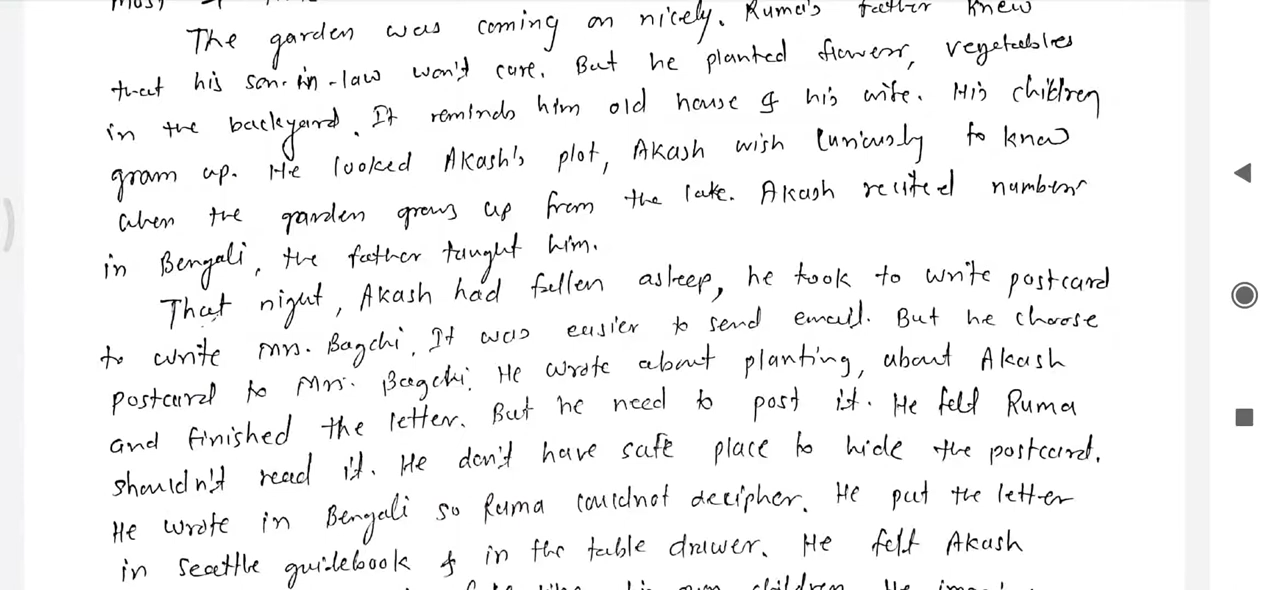 The garden was coming on nicely. Ruma's father knew
that his son-in-law won't care. But he planted flowers, vegetables
in the backyard. It reminds him old house & his wife. His children
grown up. He looked Akash's plot, Akash wish curiously to know
when the garden grows up from the lake. Akash recited numbers
in Bengali, the father taught him.
That night, Akash had fallen asleep, he took to write postcard
to write Mrs. Bagchi. It was easier to send email. But he choose
postcard to Mrs. Bagchi. He wrote about planting, about Akash
and finished the letter. But he need to post it. He felt Ruma
shouldn't read it. He don't have safe place to hide the postcard.
He wrote in Bengali so Ruma couldnot decipher. He put the letter
in Seattle guidebook & in the table drawer. He felt Akash
own children. He